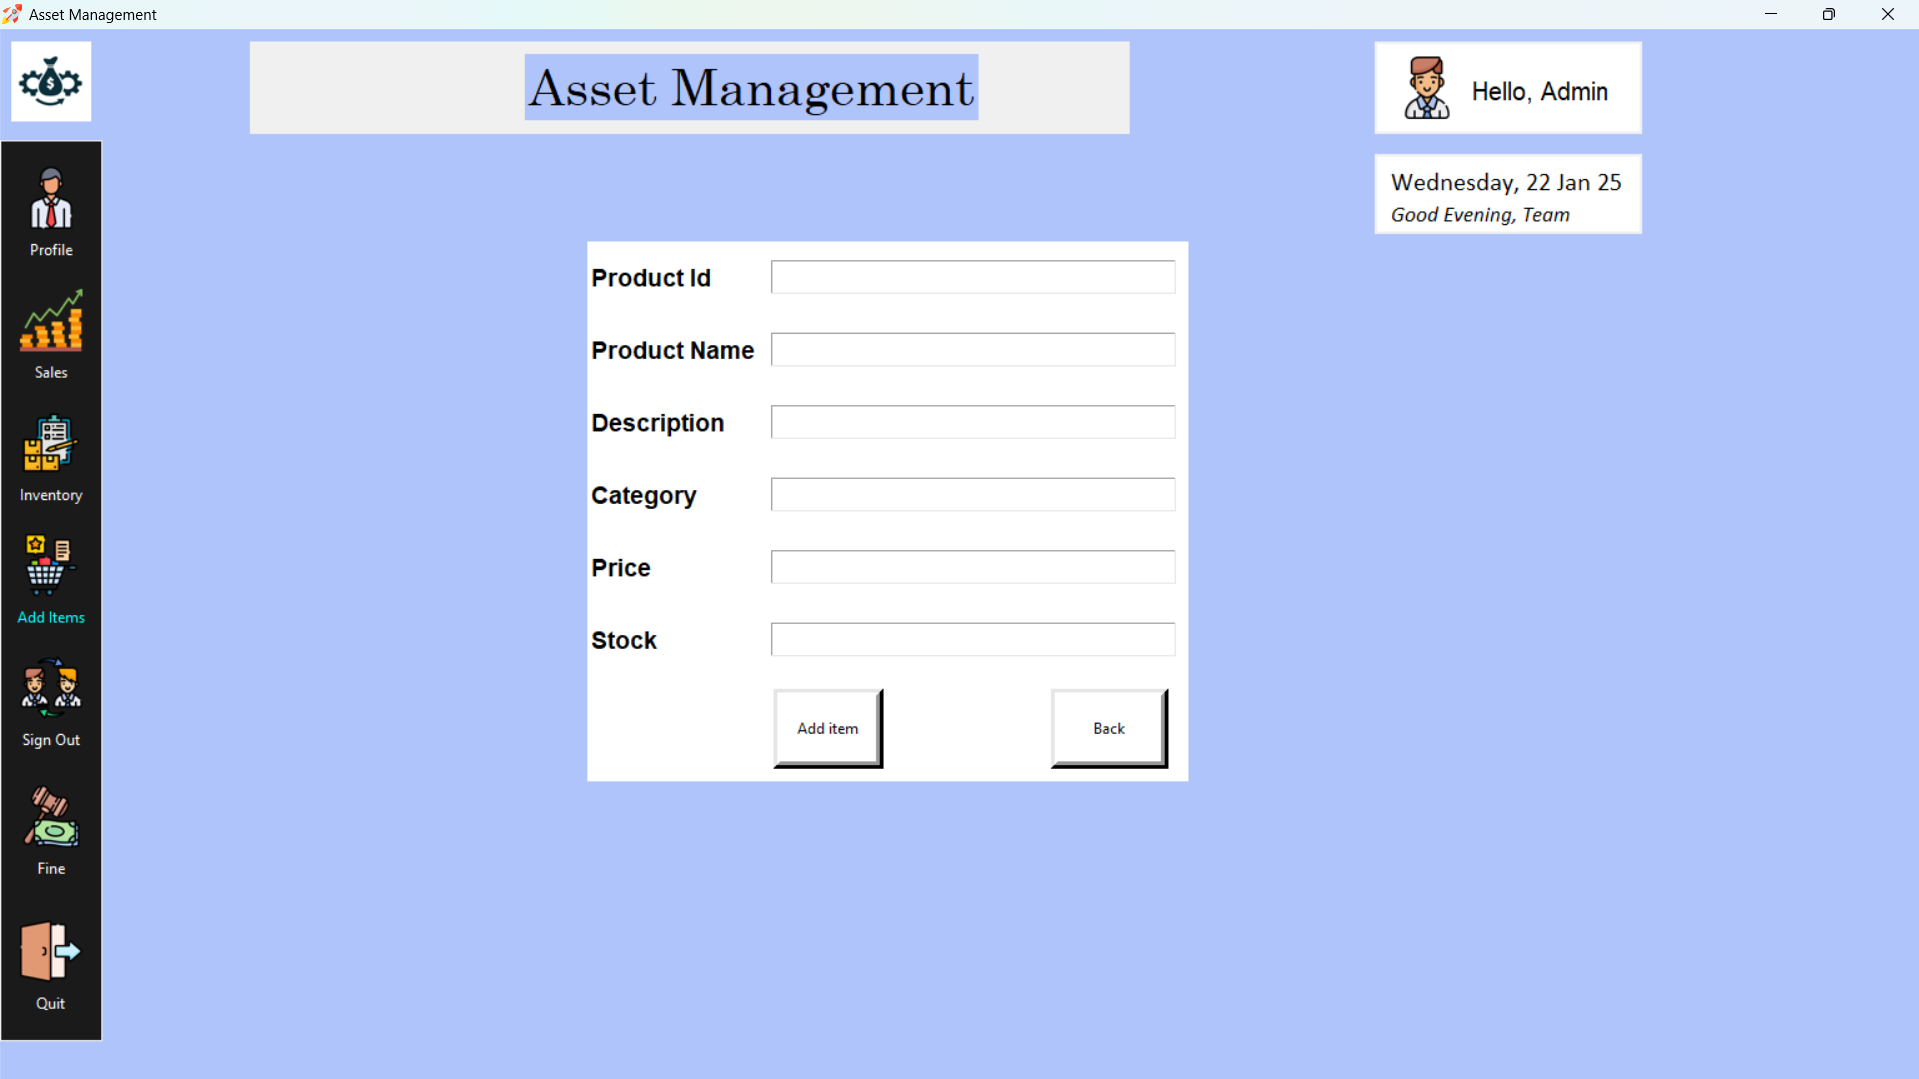 Asset Management
Asset Management
Hello, Admin
Wednesday, 22 Jan 25
Good Evening, Team
Profile
Sales
Inventory
Add Items
Sign Out
Fine
Quit
Product Id
Product Name
Description
Category
Price
Stock
Add item
Back